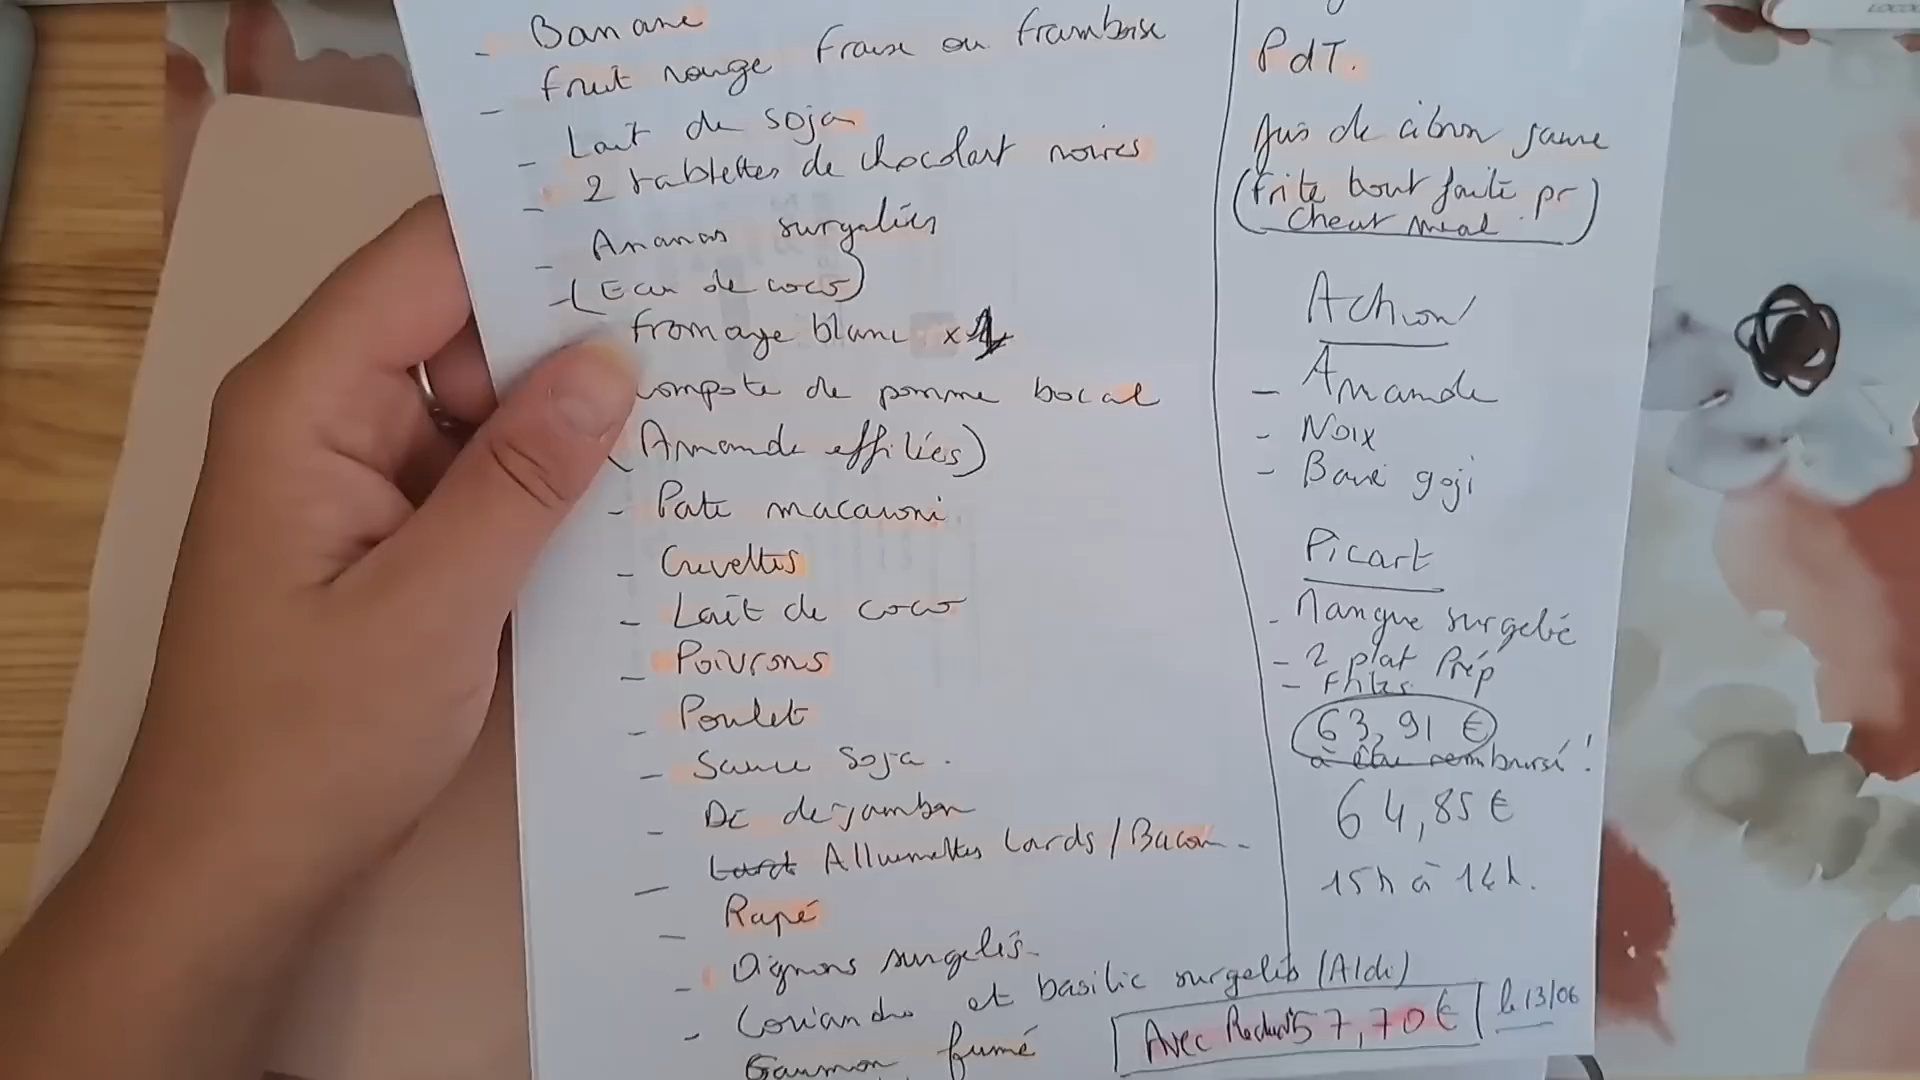 - Banane
- fruit rouge fraise ou framboise
- Lait de soja
- 2 tablettes de chocolat noires
- Ananas surgelés
- (Eau de coco)
fromage blanc x1
compote de pomme bocal
(Amande effilées)
- Pate macaroni
- Crevettes
- Lait de coco
- Poivrons
- Poulet
- Sauce soja.
- Dé de jambon
- Lard Allumettes Lards / Bacon
- Rapé
- Oignons surgelés
- Coriandre et basilic surgelés (Aldi)
Saumon fumé
PdT.
Jus de citron jaune
(Frite tout faite pr
Cheat meal.)
Action
- Amande
- Noix
- Baie goji
Picart
- Mangue surgelée
- 2 plat Prép
- Frites
63,91 €
à être remboursé !
64,85 €
15h à 16h.
Avec Reduct° 57,70 €
le 13/06